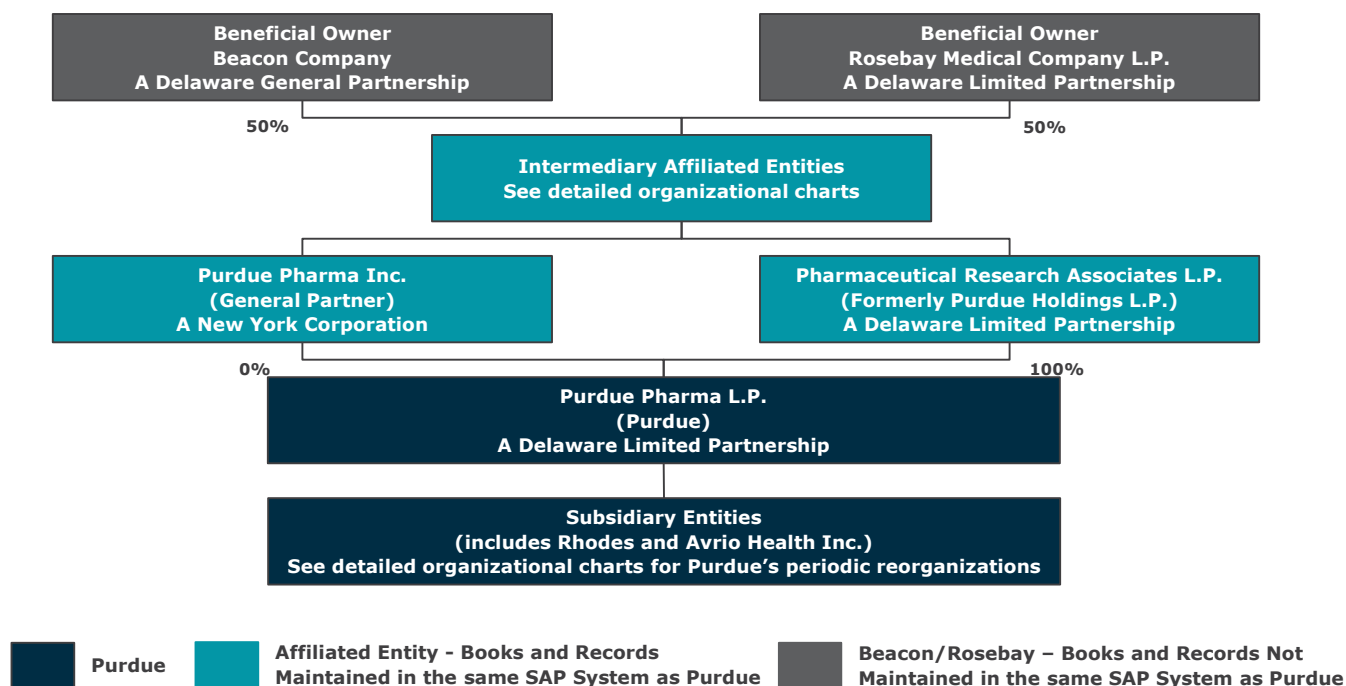 Beneficial Owner
Beacon Company
A Delaware General Partnership
Beneficial Owner
Rosebay Medical Company L.P.
A Delaware Limited Partnership
50%
50%
Intermediary Affiliated Entities
See detailed organizational charts
Purdue Pharma Inc.
(General Partner)
A New York Corporation
Pharmaceutical Research Associates L.P.
(Formerly Purdue Holdings L.P.)
A Delaware Limited Partnership
0%
100%
Purdue Pharma L.P.
(Purdue)
A Delaware Limited Partnership
Subsidiary Entities
(includes Rhodes and Avrio Health Inc.)
See detailed organizational charts for Purdue’s periodic reorganizations
Purdue
Affiliated Entity - Books and Records
Maintained in the same SAP System as Purdue
Beacon/Rosebay – Books and Records Not
Maintained in the same SAP System as Purdue